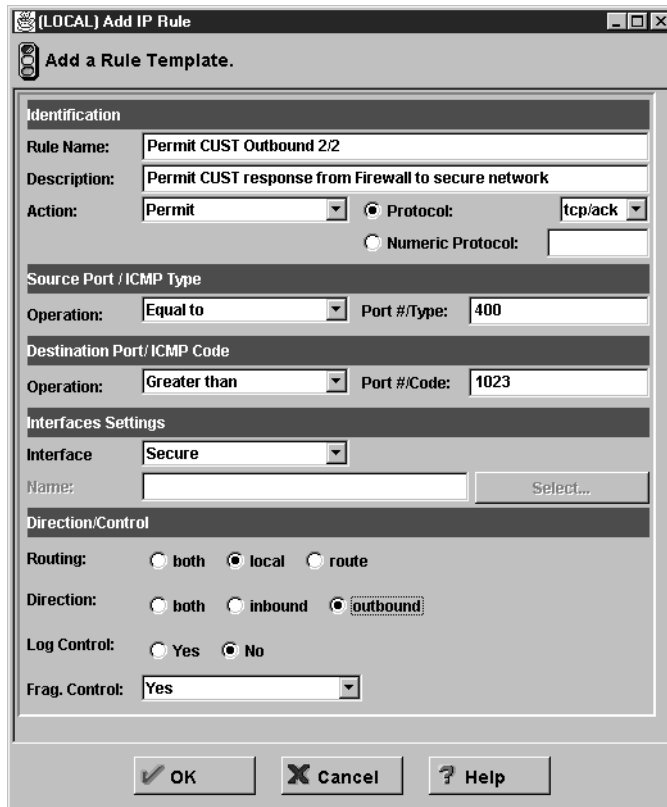 (LOCAL) Add IP Rule
Add a Rule Template.
Identification
Rule Name: Permit CUST Outbound 2/2
Description: Permit CUST response from Firewall to secure network
Action: Permit Protocol: tcp/ack
Numeric Protocol:
Source Port / ICMP Type
Operation: Equal to Port #/Type: 400
Destination Port/ ICMP Code
Operation: Greater than Port #/Code: 1023
Interfaces Settings
Interface Secure
Name: Select...
Direction/Control
Routing: both local route
Direction: both inbound outbound
Log Control: Yes No
Frag. Control: Yes
OK Cancel ? Help